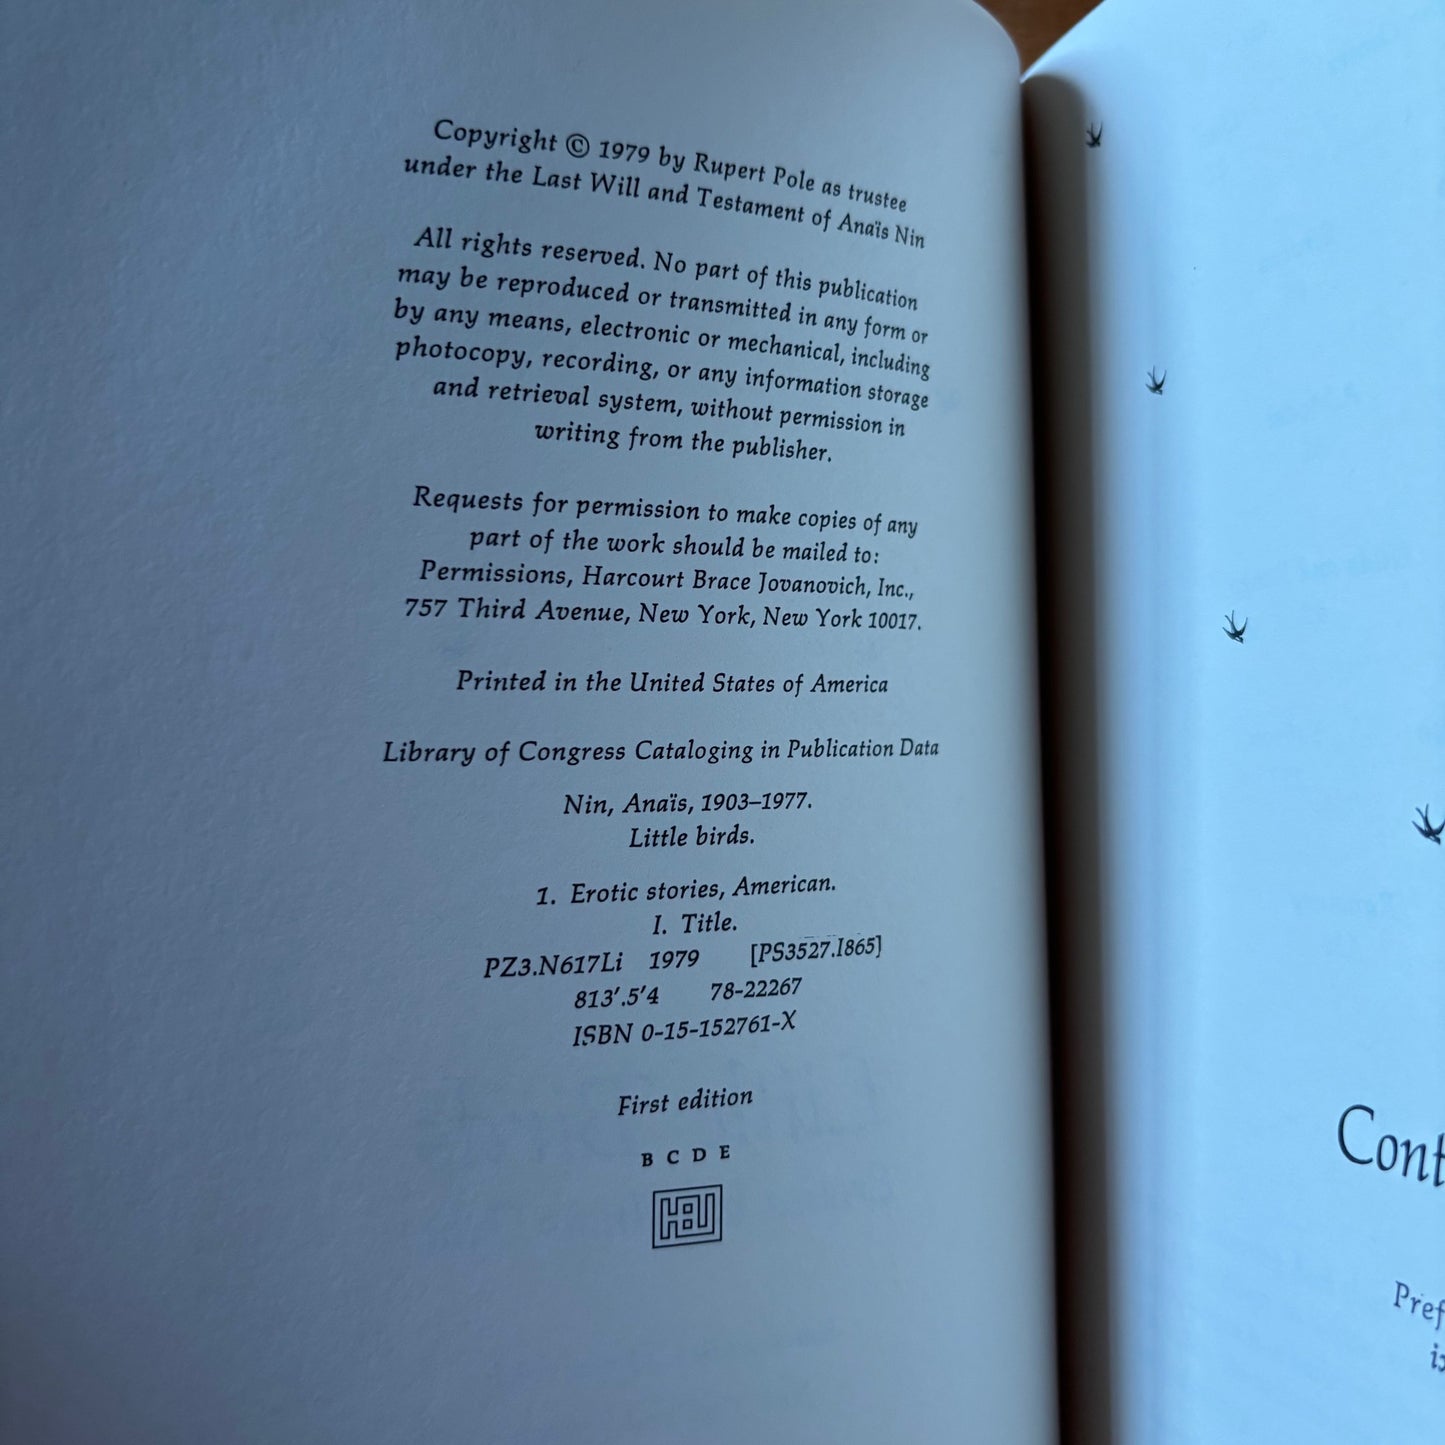 Copyright © 1979 by Rupert Pole as trustee
under the Last Will and Testament of Anaïs Nin
All rights reserved. No part of this publication
may be reproduced or transmitted in any form or
by any means, electronic or mechanical, including
photocopy, recording, or any information storage
and retrieval system, without permission in
writing from the publisher.
Requests for permission to make copies of any
part of the work should be mailed to:
Permissions, Harcourt Brace Jovanovich, Inc.,
757 Third Avenue, New York, New York 10017.
Printed in the United States of America
Library of Congress Cataloging in Publication Data
Nin, Anaïs, 1903–1977.
Little birds.
1. Erotic stories, American.
I. Title.
PZ3.N617Li 1979 [PS3527.I865]
813'.5'4 78-22267
ISBN 0-15-152761-X
First edition
B C D E
HBJ
Cont
Pref